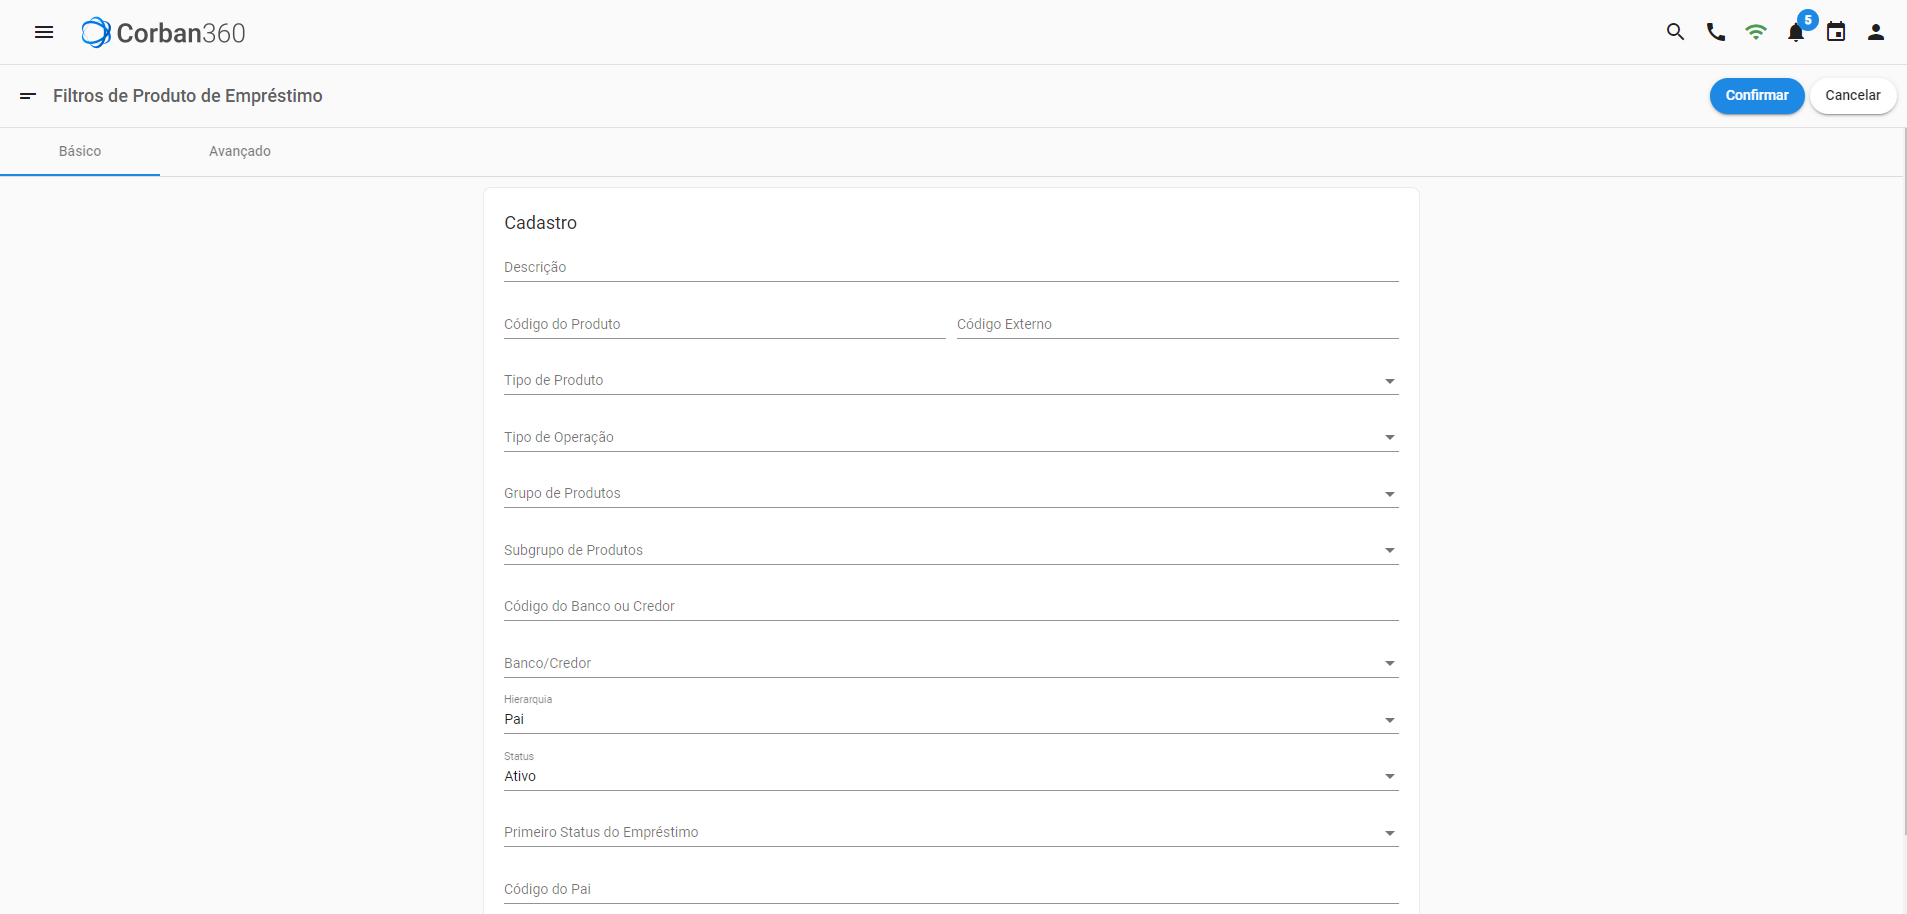 Corban360
5
Filtros de Produto de Empréstimo
Confirmar
Cancelar
Básico
Avançado
Cadastro
Descrição
Código do Produto
Código Externo
Tipo de Produto
Tipo de Operação
Grupo de Produtos
Subgrupo de Produtos
Código do Banco ou Credor
Banco/Credor
Hierarquia
Pai
Status
Ativo
Primeiro Status do Empréstimo
Código do Pai